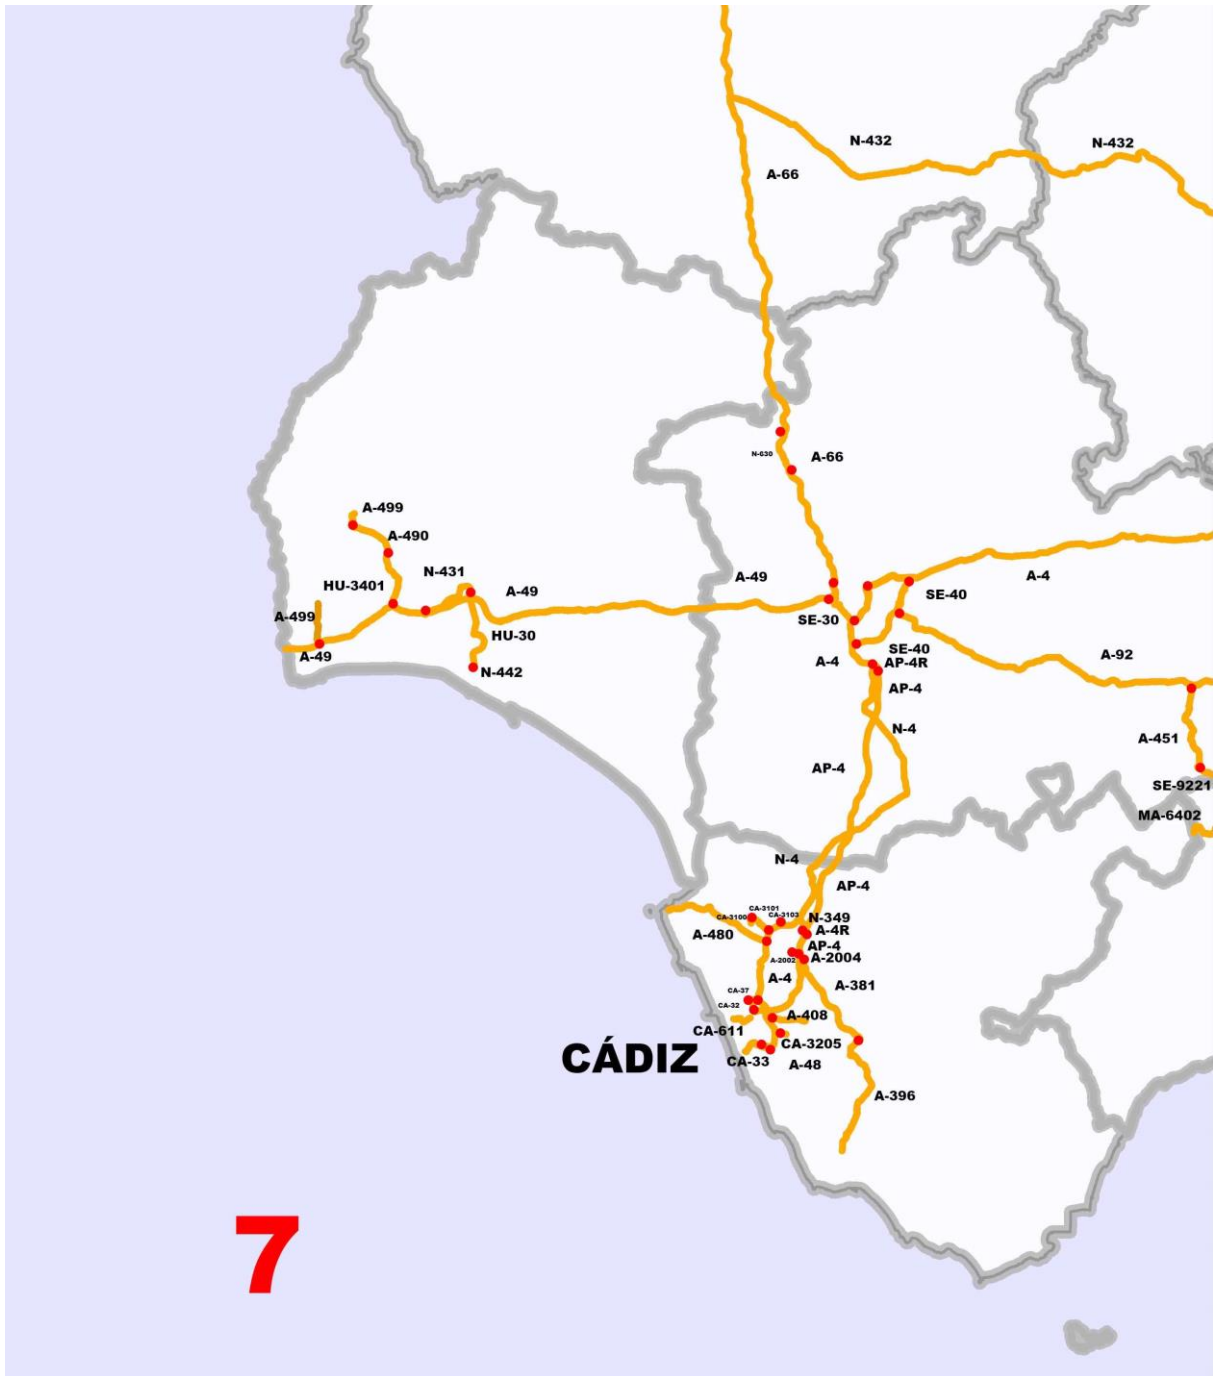 N-432
N-432
A-66
N-630
A-66
A-499
A-490
N-431
HU-3401
A-49
A-49
A-4
SE-40
A-499
SE-30
HU-30
SE-40
A-49
A-4
AP-4R
A-92
N-442
AP-4
N-4
A-451
AP-4
SE-9221
MA-6402
N-4
AP-4
CA-3101
CA-3100
CA-3103
N-349
A-480
A-4R
AP-4
A-2002
A-2004
A-4
A-381
CA-37
CA-32
A-408
CA-611
CA-3205
CÁDIZ
CA-33
A-48
A-396
7